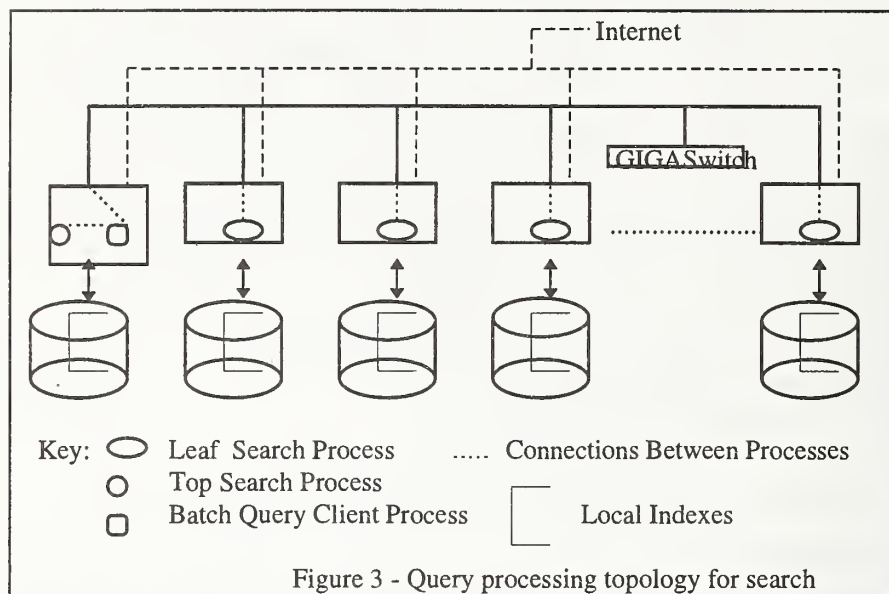 Internet
GIGASwitch
Key: Leaf Search Process ..... Connections Between Processes
Top Search Process
Batch Query Client Process Local Indexes
Figure 3 - Query processing topology for search